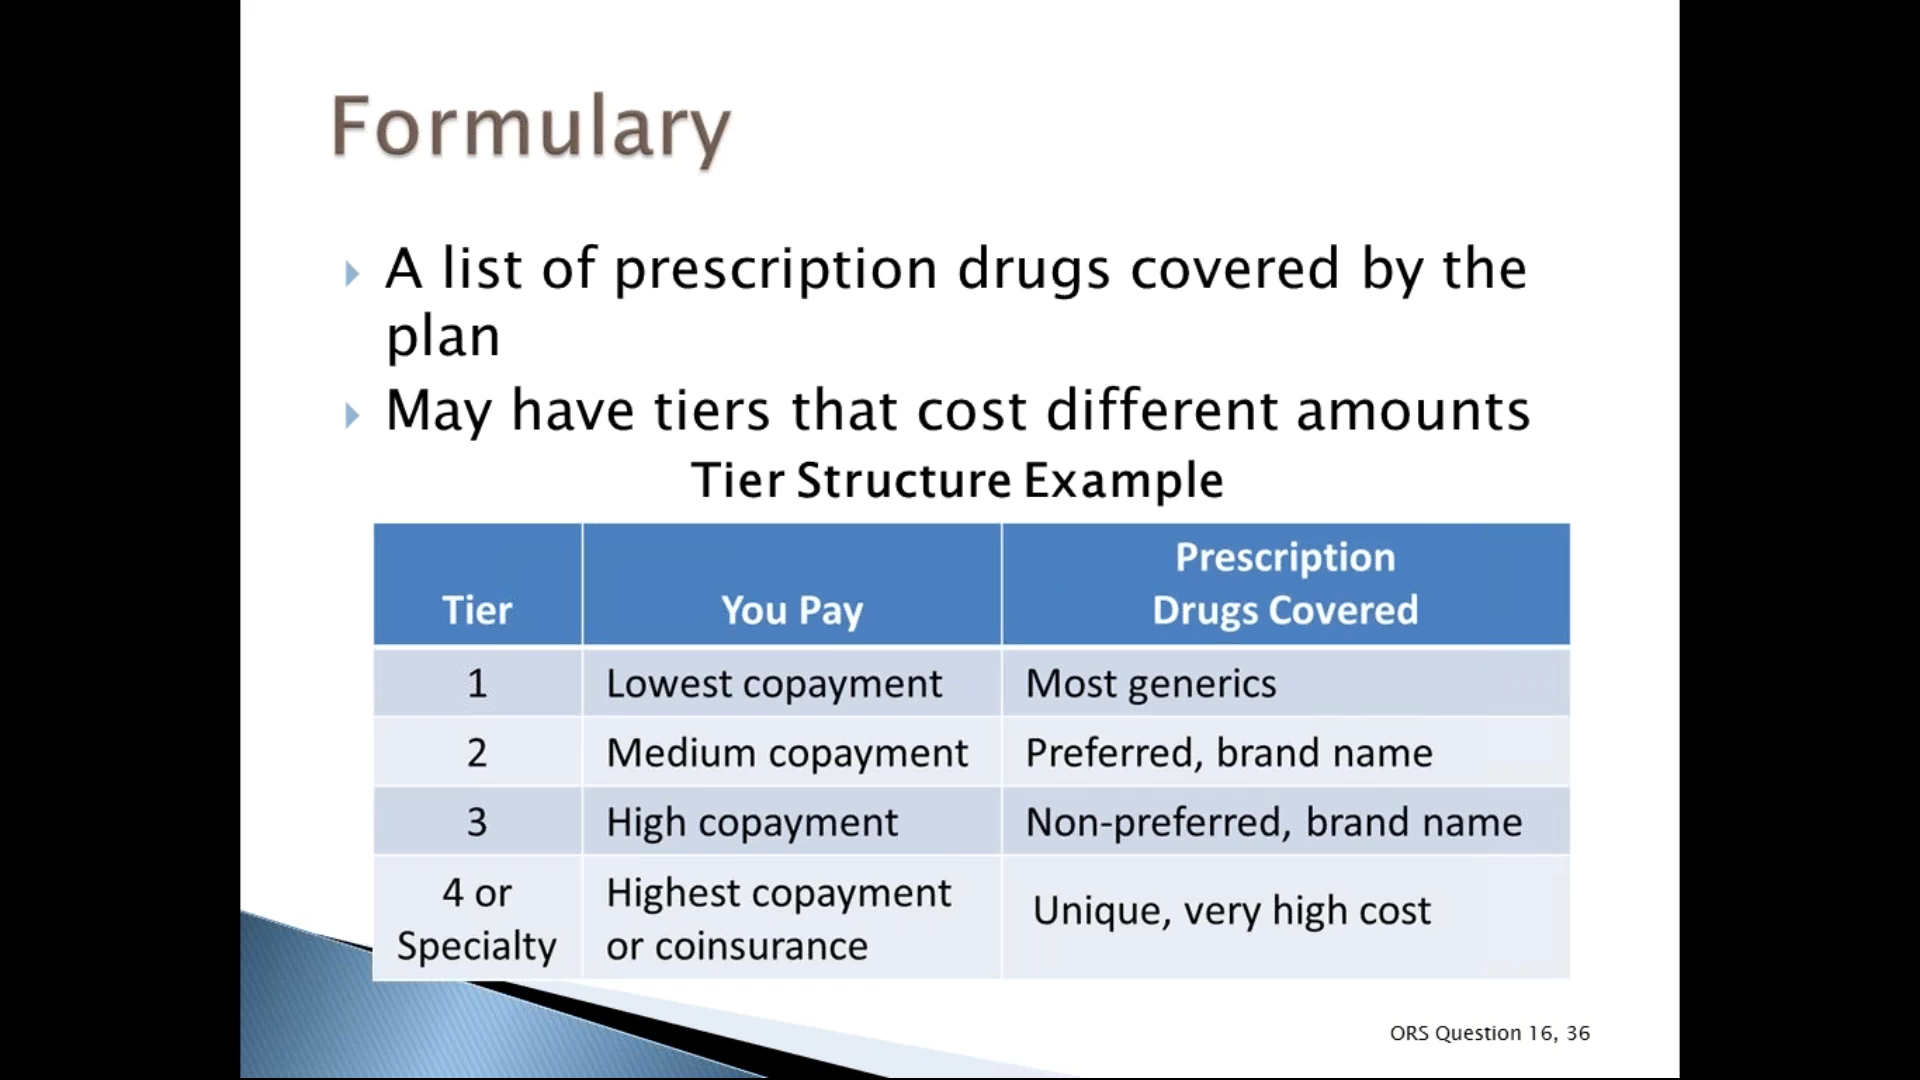 Formulary
A list of prescription drugs covered by the
plan
May have tiers that cost different amounts
Tier Structure Example
Tier You Pay Prescription Drugs Covered
1 Lowest copayment Most generics
2 Medium copayment Preferred, brand name
3 High copayment Non-preferred, brand name
4 or Specialty Highest copayment or coinsurance Unique, very high cost
ORS Question 16, 36